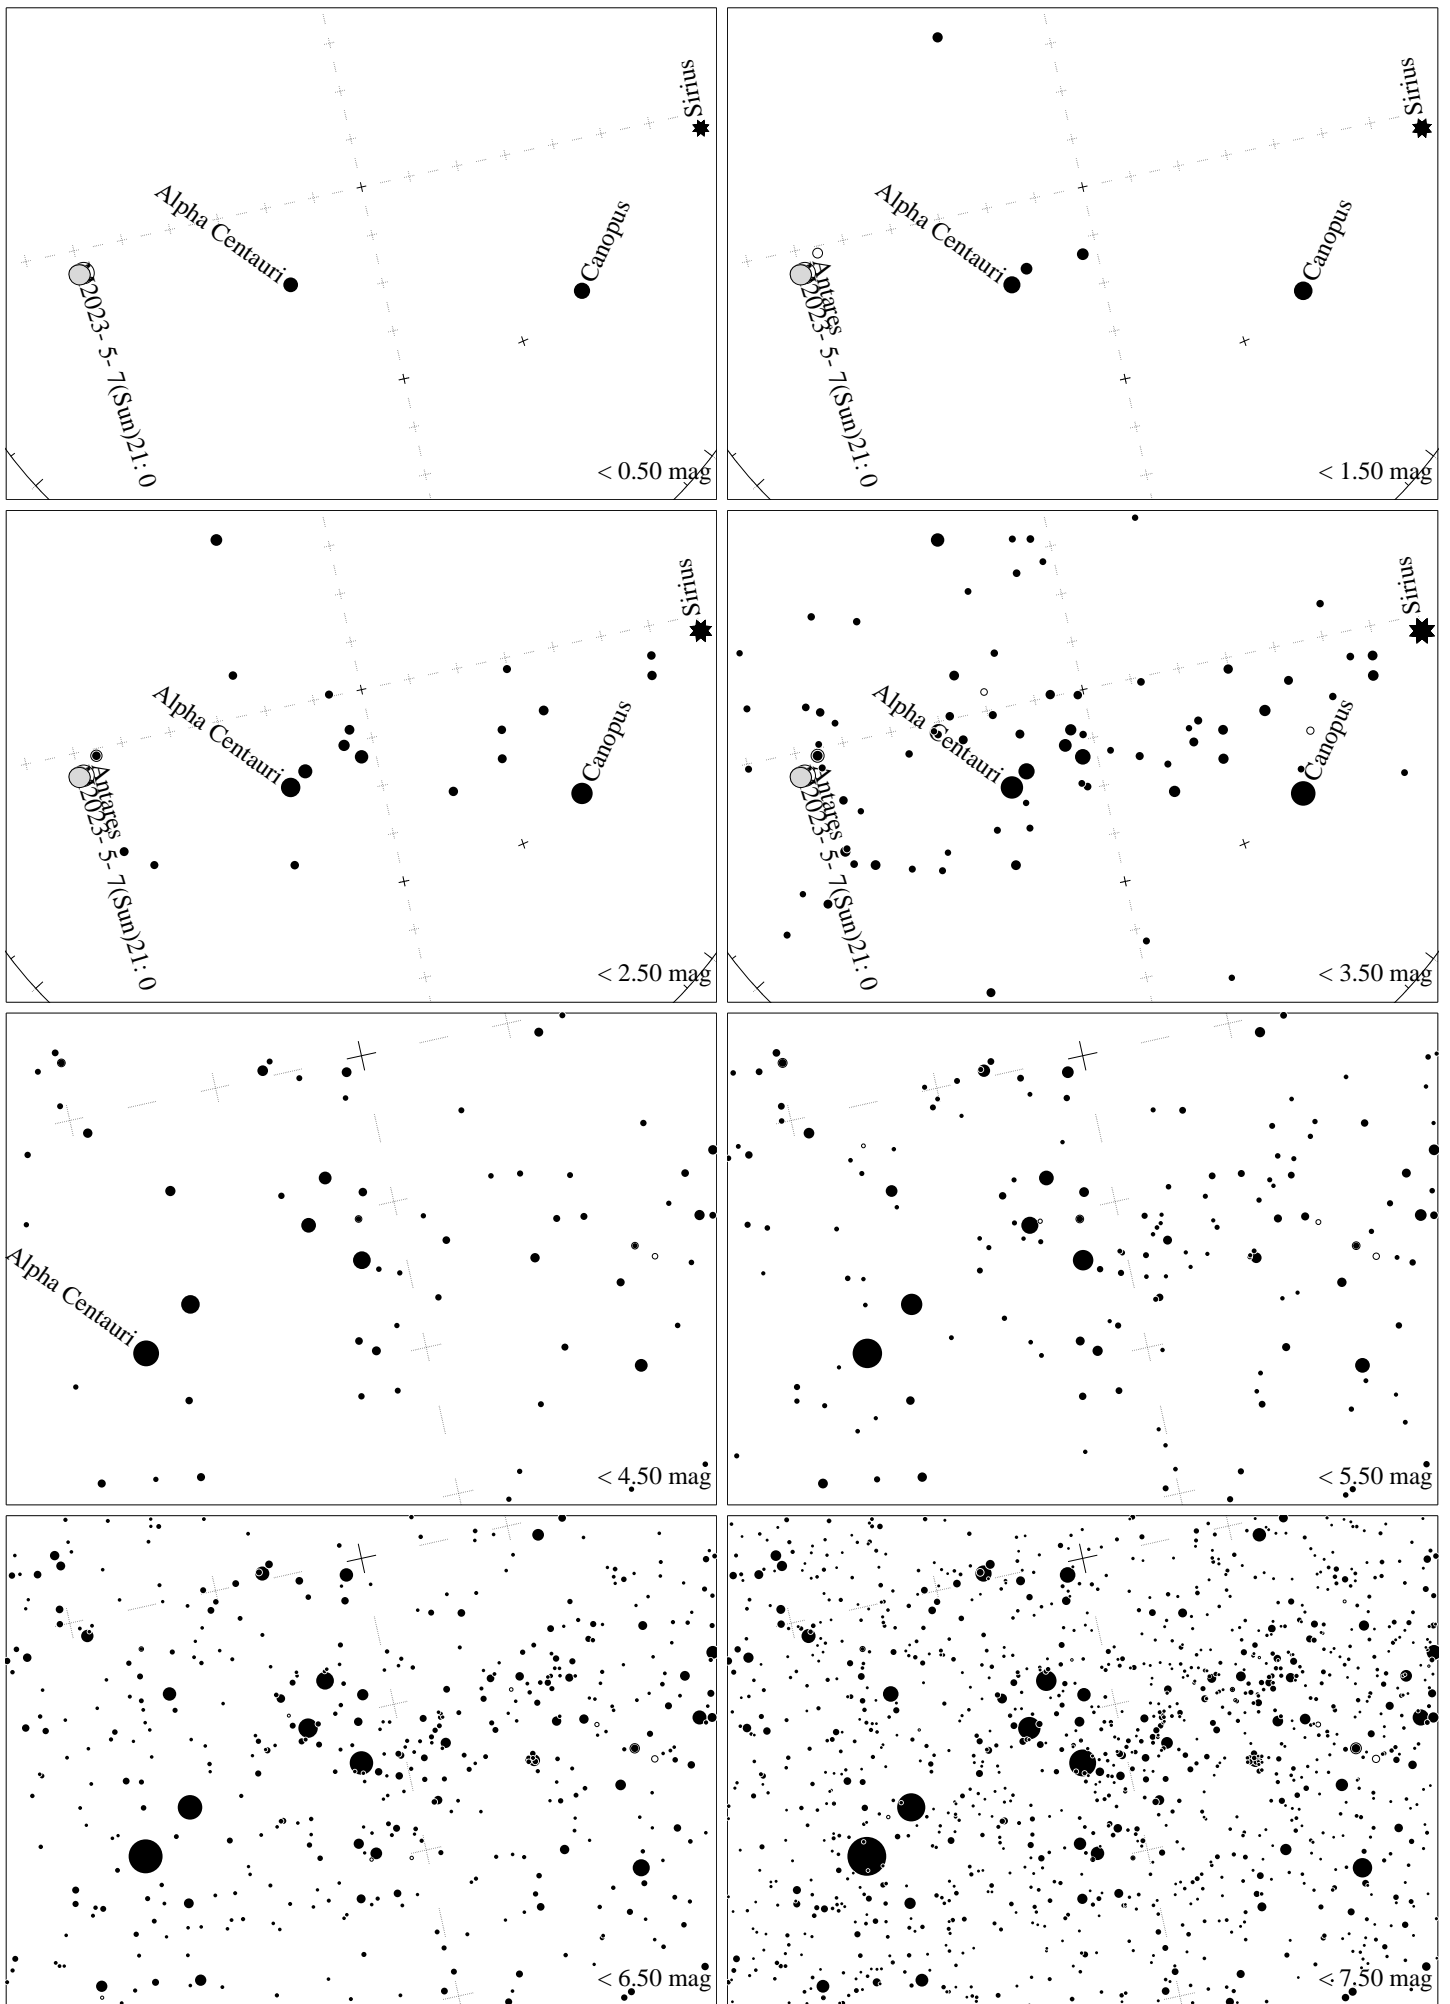 Sirius
Alpha Centauri
Canopus
2023- 5- 7(Sun)21: 0
< 0.50 mag
Sirius
Alpha Centauri
Antares
Canopus
2023- 5- 7(Sun)21: 0
< 1.50 mag
Sirius
Alpha Centauri
Canopus
Antares
2023- 5- 7(Sun)21: 0
< 2.50 mag
Sirius
Alpha Centauri
Canopus
Antares
2023- 5- 7(Sun)21: 0
< 3.50 mag
Alpha Centauri
< 4.50 mag
< 5.50 mag
< 6.50 mag
< 7.50 mag